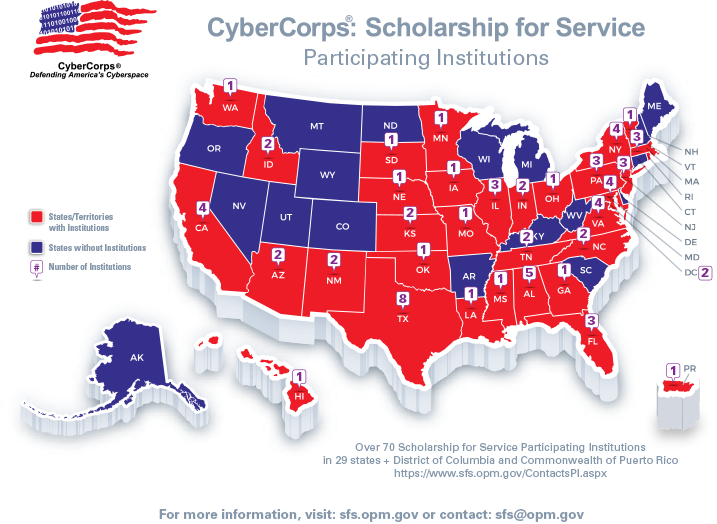 010101011
1010101010
110100100
101010
CyberCorps®
Defending America's Cyberspace
CyberCorps®: Scholarship for Service
Participating Institutions
States/Territories
with Institutions
States without Institutions
# Number of Institutions
1
WA
OR
2
ID
MT
ND
1
SD
WY
1
NE
NV
UT
CO
4
CA
2
AZ
2
NM
2
KS
1
OK
8
TX
1
MN
1
IA
1
MO
AR
1
LA
WI
MI
3
IL
2
IN
1
OH
2
KY
2
TN
1
MS
5
AL
1
GA
3
FL
SC
2
NC
4
VA
WV
3
PA
4
NY
1
3
3
4
ME
NH
VT
MA
RI
CT
NJ
DE
MD
DC 2
AK
1
HI
1
PR
Over 70 Scholarship for Service Participating Institutions
in 29 states + District of Columbia and Commonwealth of Puerto Rico
https://www.sfs.opm.gov/ContactsPI.aspx
For more information, visit: sfs.opm.gov or contact: sfs@opm.gov